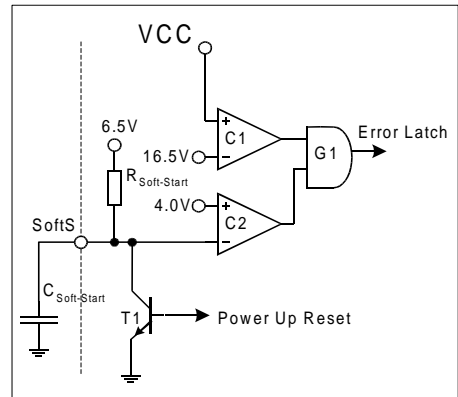 VCC
6.5V
C1
G1
Error Latch
16.5V
R Soft-Start
4.0V
C2
SoftS
C Soft-Start
T1
Power Up Reset
+
-
+
-